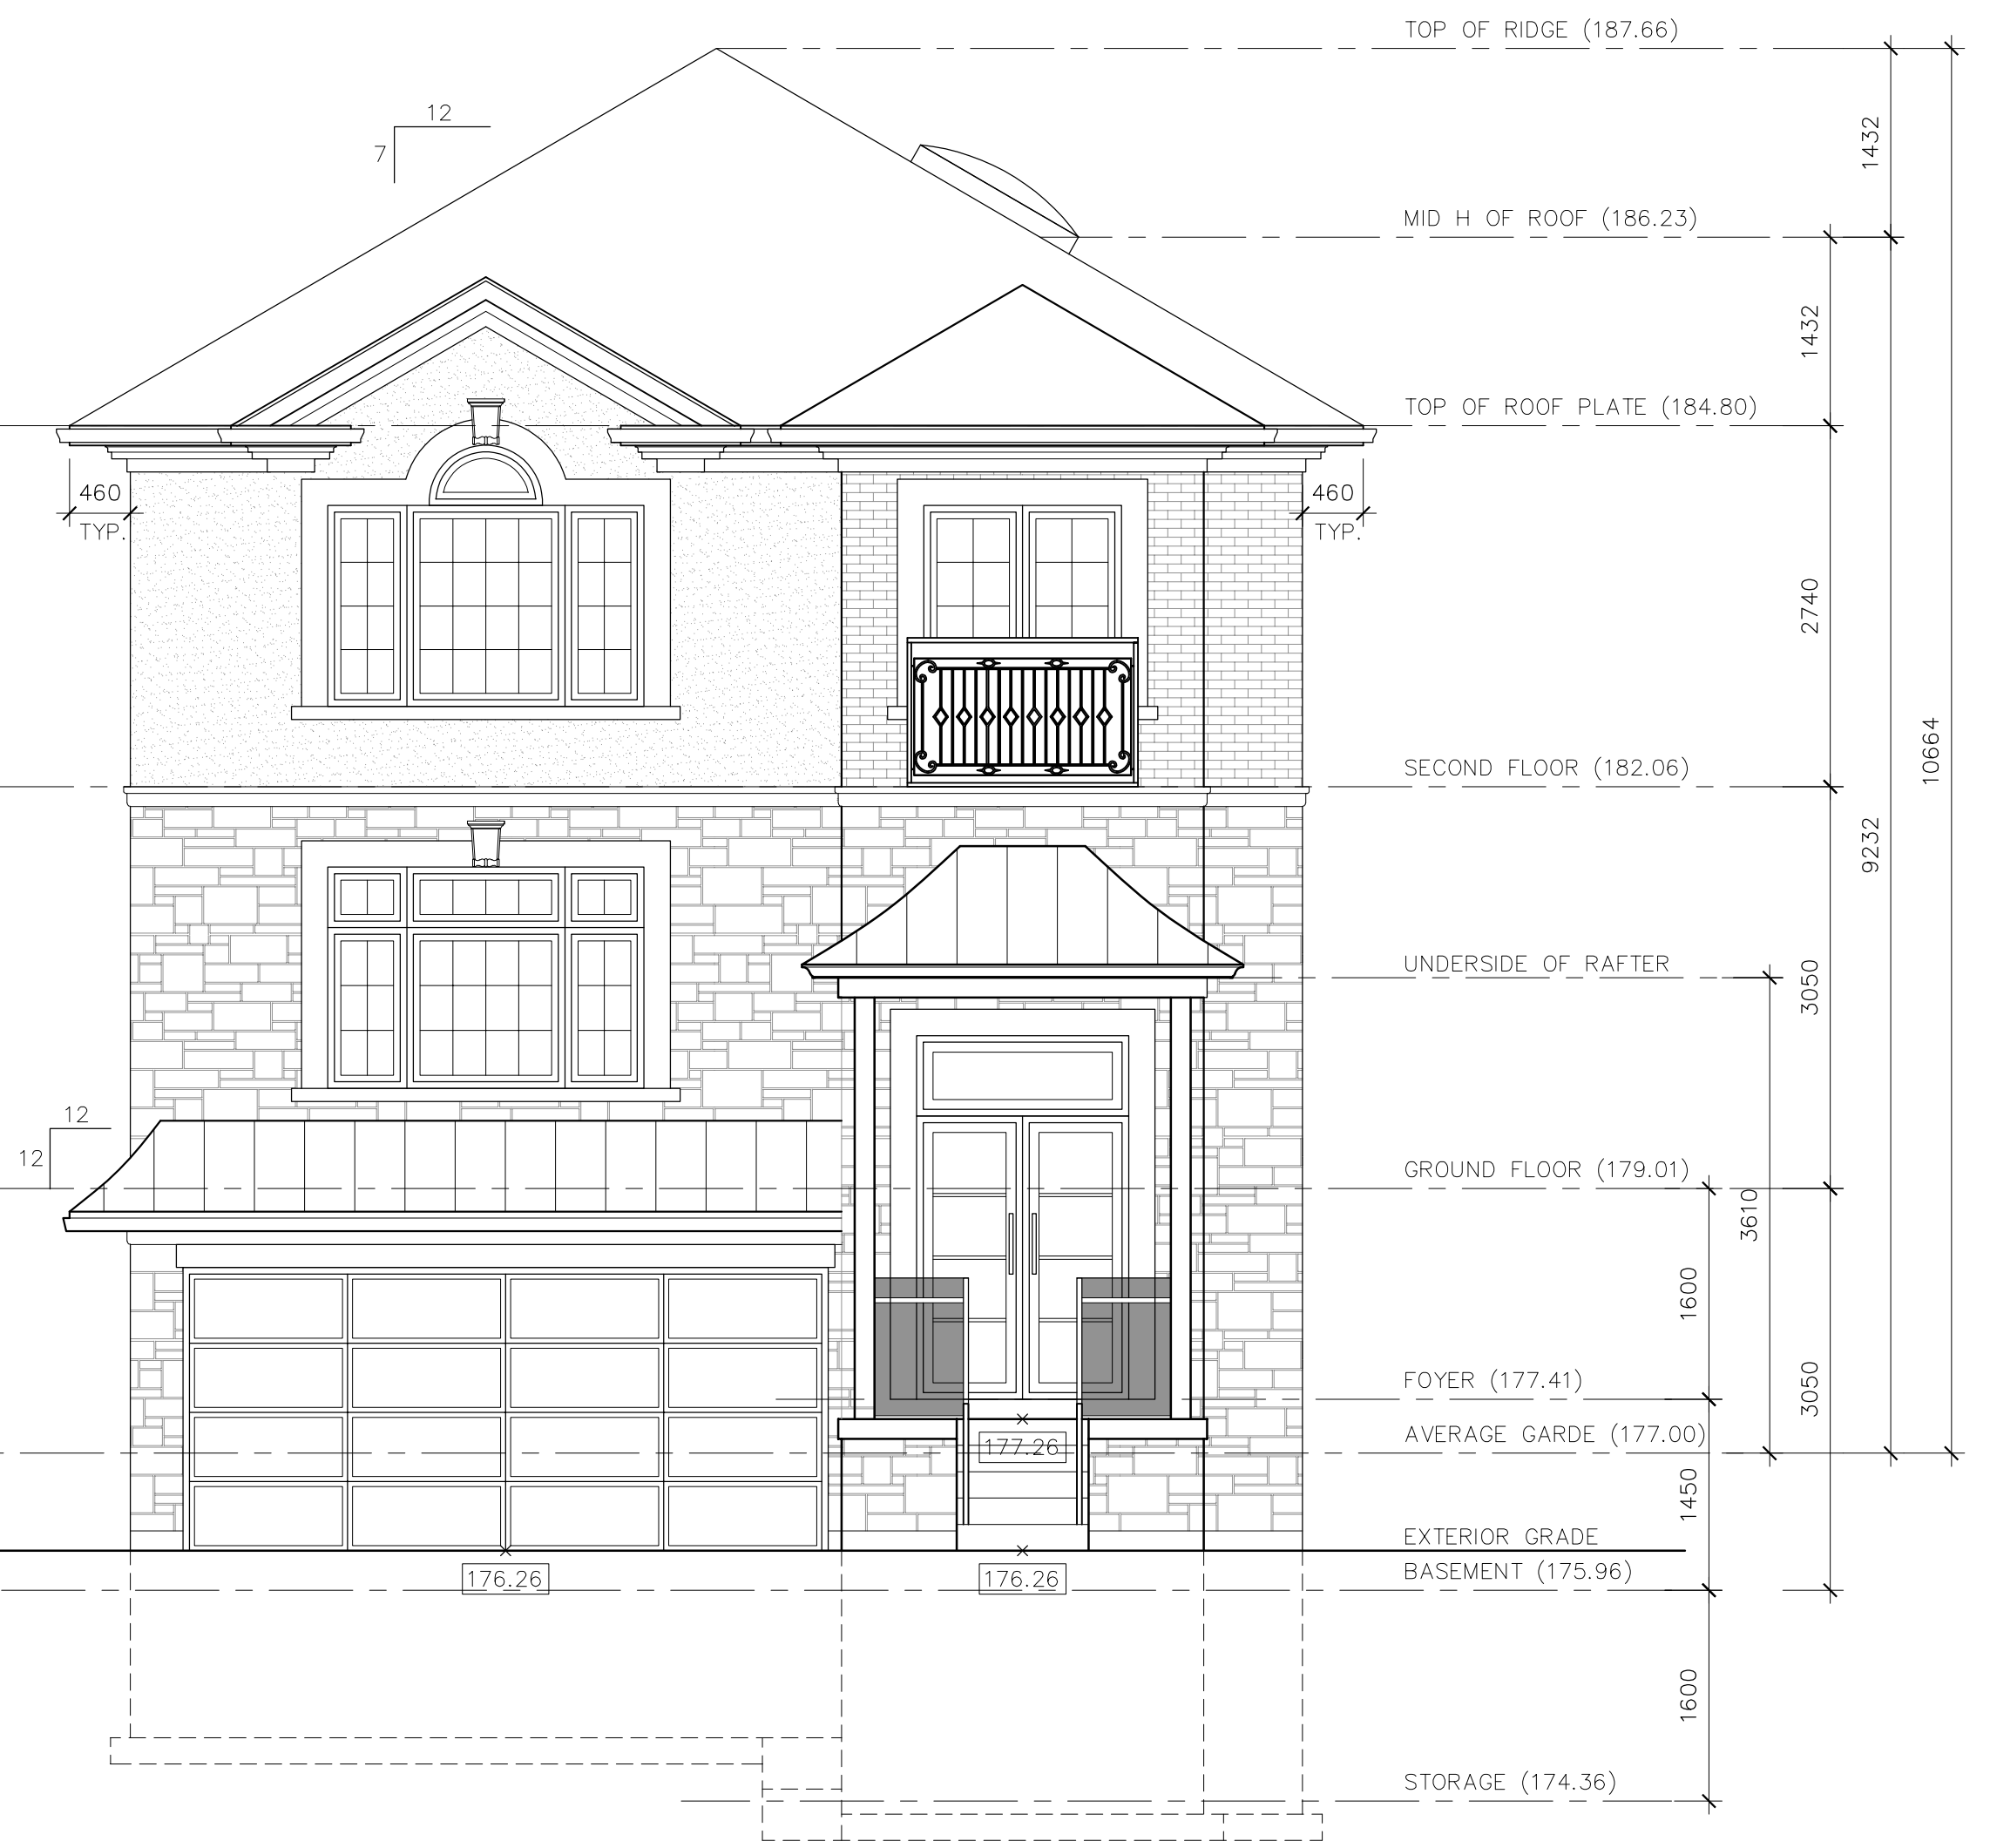 TOP OF RIDGE (187.66)
12
7
1432
MID H OF ROOF (186.23)
1432
TOP OF ROOF PLATE (184.80)
460
TYP.
460
TYP.
2740
10664
SECOND FLOOR (182.06)
9232
UNDERSIDE OF RAFTER
3050
12
12
GROUND FLOOR (179.01)
3610
1600
FOYER (177.41)
3050
AVERAGE GARDE (177.00)
177.26
1450
EXTERIOR GRADE
BASEMENT (175.96)
176.26
176.26
1600
STORAGE (174.36)